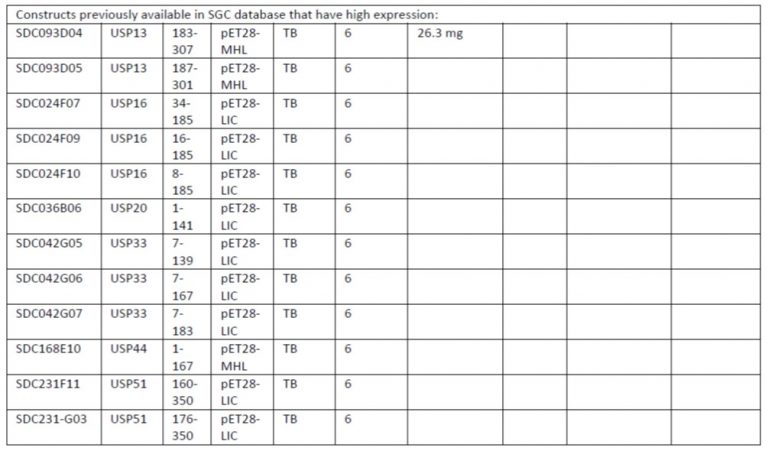 Constructs previously available in SGC database that have high expression:
SDC093D04 USP13 183-307 pET28-MHL TB 6 26.3 mg
SDC093D05 USP13 187-301 pET28-MHL TB 6
SDC024F07 USP16 34-185 pET28-LIC TB 6
SDC024F09 USP16 16-185 pET28-LIC TB 6
SDC024F10 USP16 8-185 pET28-LIC TB 6
SDC036B06 USP20 1-141 pET28-LIC TB 6
SDC042G05 USP33 7-139 pET28-LIC TB 6
SDC042G06 USP33 7-167 pET28-LIC TB 6
SDC042G07 USP33 7-183 pET28-LIC TB 6
SDC168E10 USP44 1-167 pET28-MHL TB 6
SDC231F11 USP51 160-350 pET28-LIC TB 6
SDC231-G03 USP51 176-350 pET28-LIC TB 6